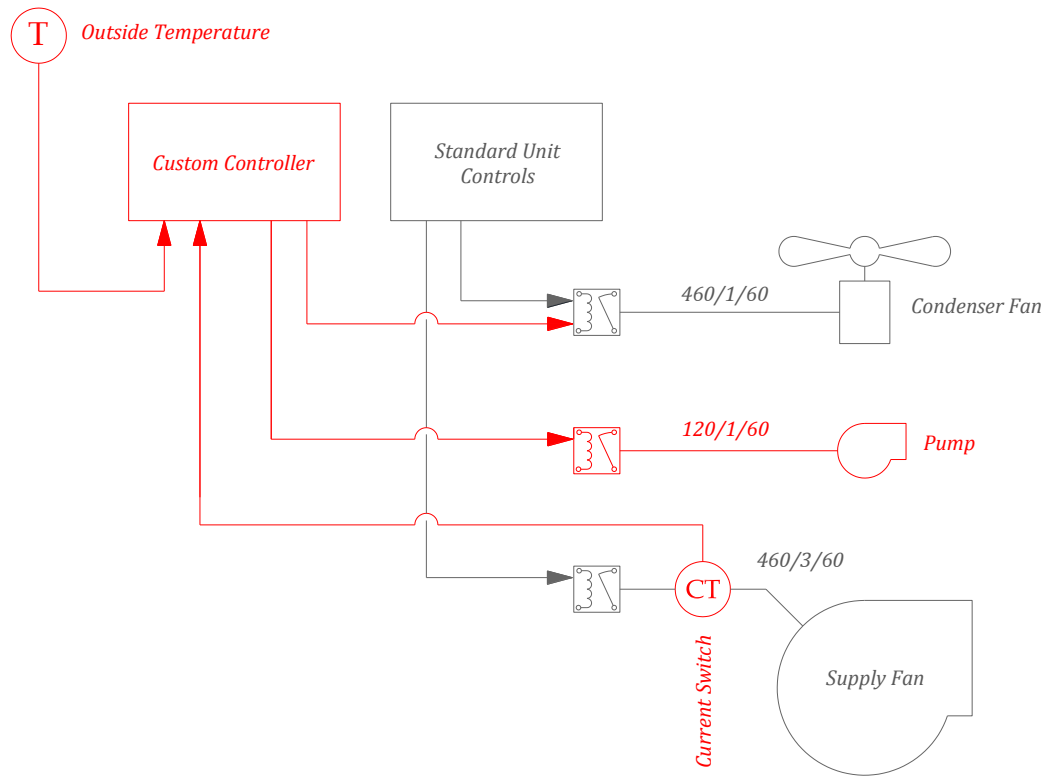 T
Outside Temperature
Custom Controller
Standard Unit
Controls
460/1/60
Condenser Fan
120/1/60
Pump
460/3/60
CT
Supply Fan
Current Switch